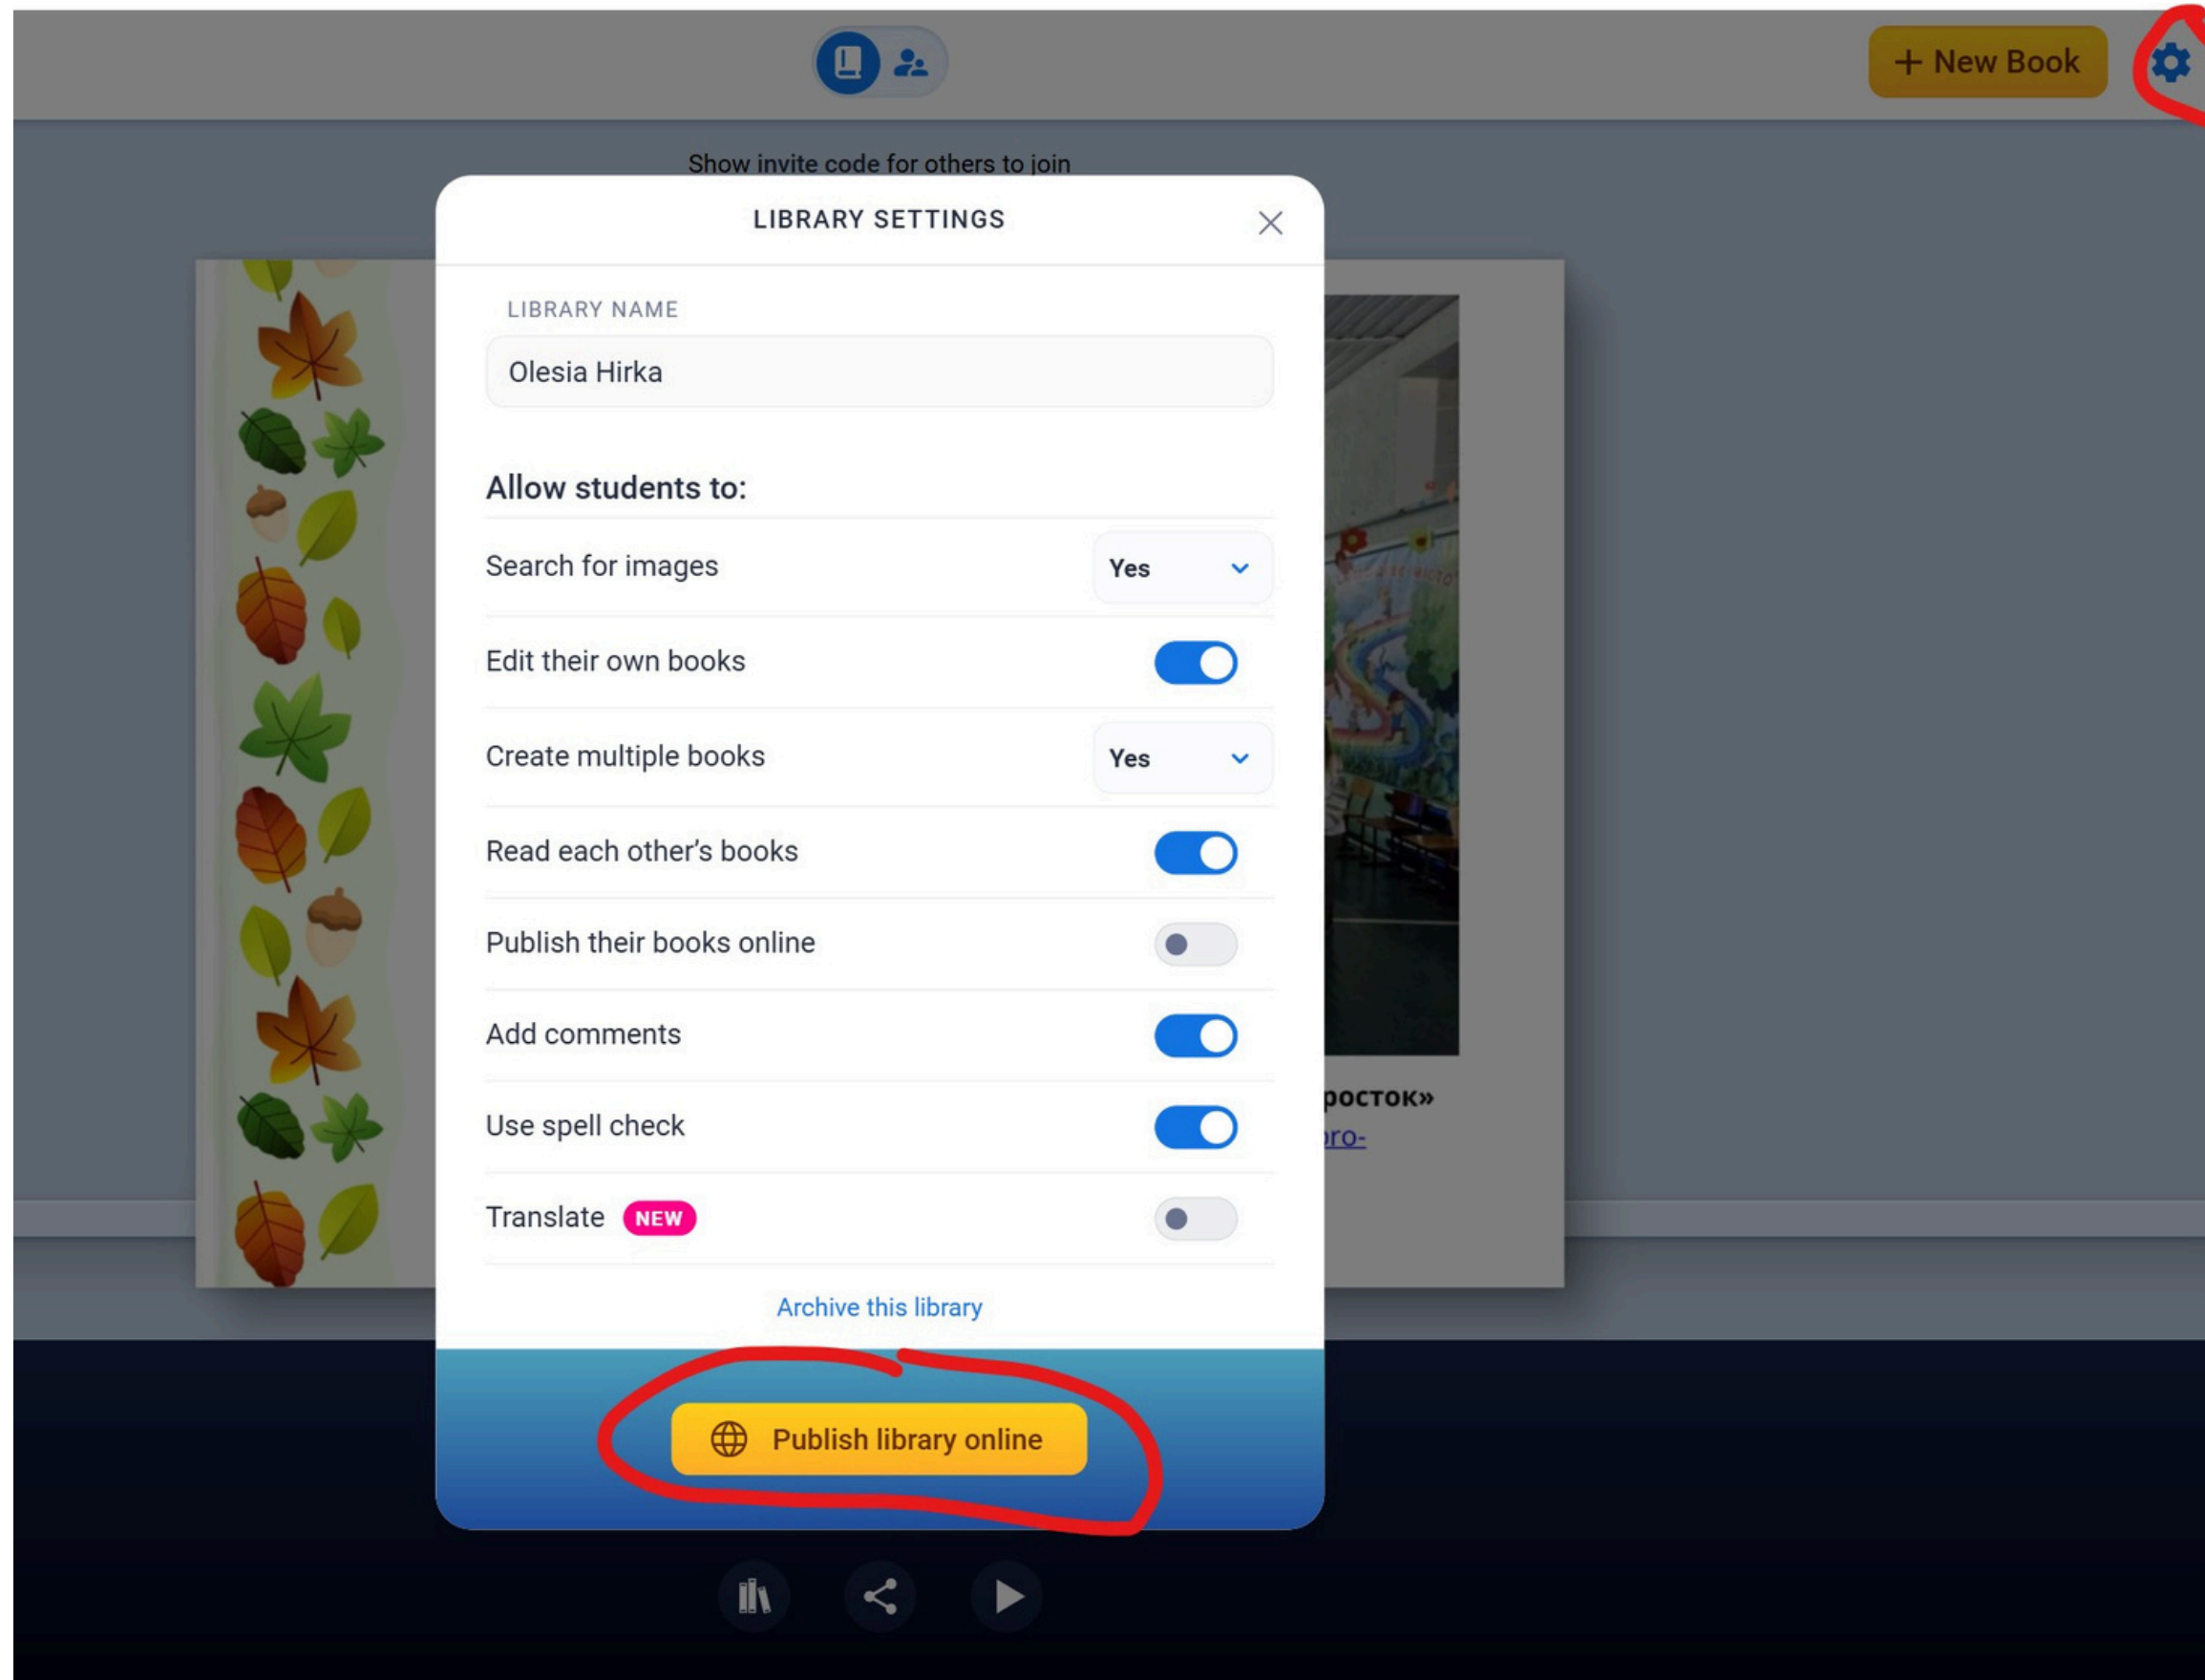 + New Book
Show invite code for others to join
LIBRARY SETTINGS
LIBRARY NAME
Olesia Hirka
Allow students to:
Search for images Yes
Edit their own books
Create multiple books Yes
Read each other's books
Publish their books online
Add comments
Use spell check
Translate NEW
Archive this library
Publish library online
росток»